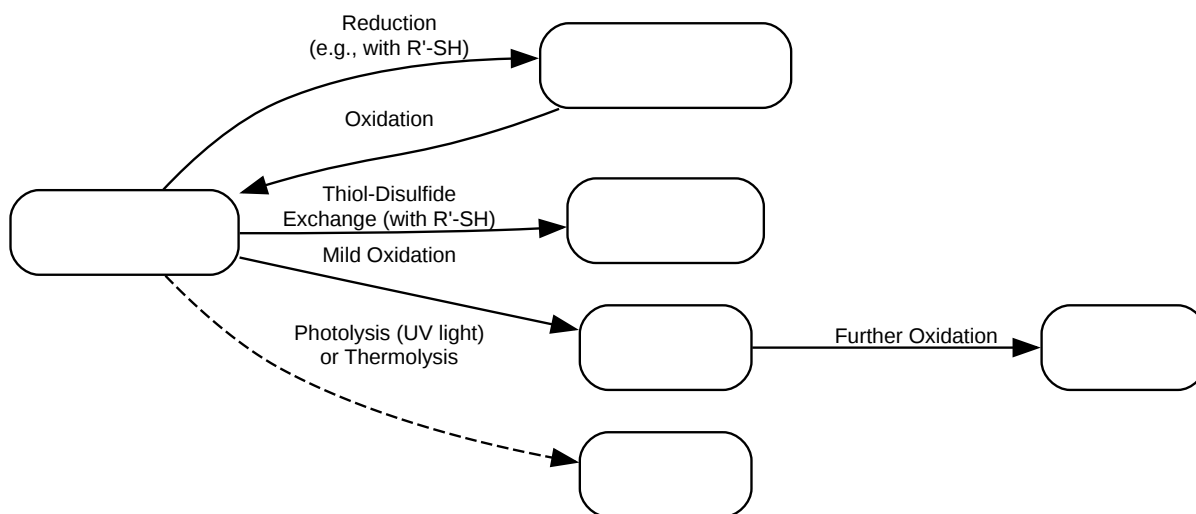 Reduction
(e.g., with R'-SH)
Oxidation
Thiol-Disulfide
Exchange (with R'-SH)
Mild Oxidation
Photolysis (UV light)
or Thermolysis
Further Oxidation